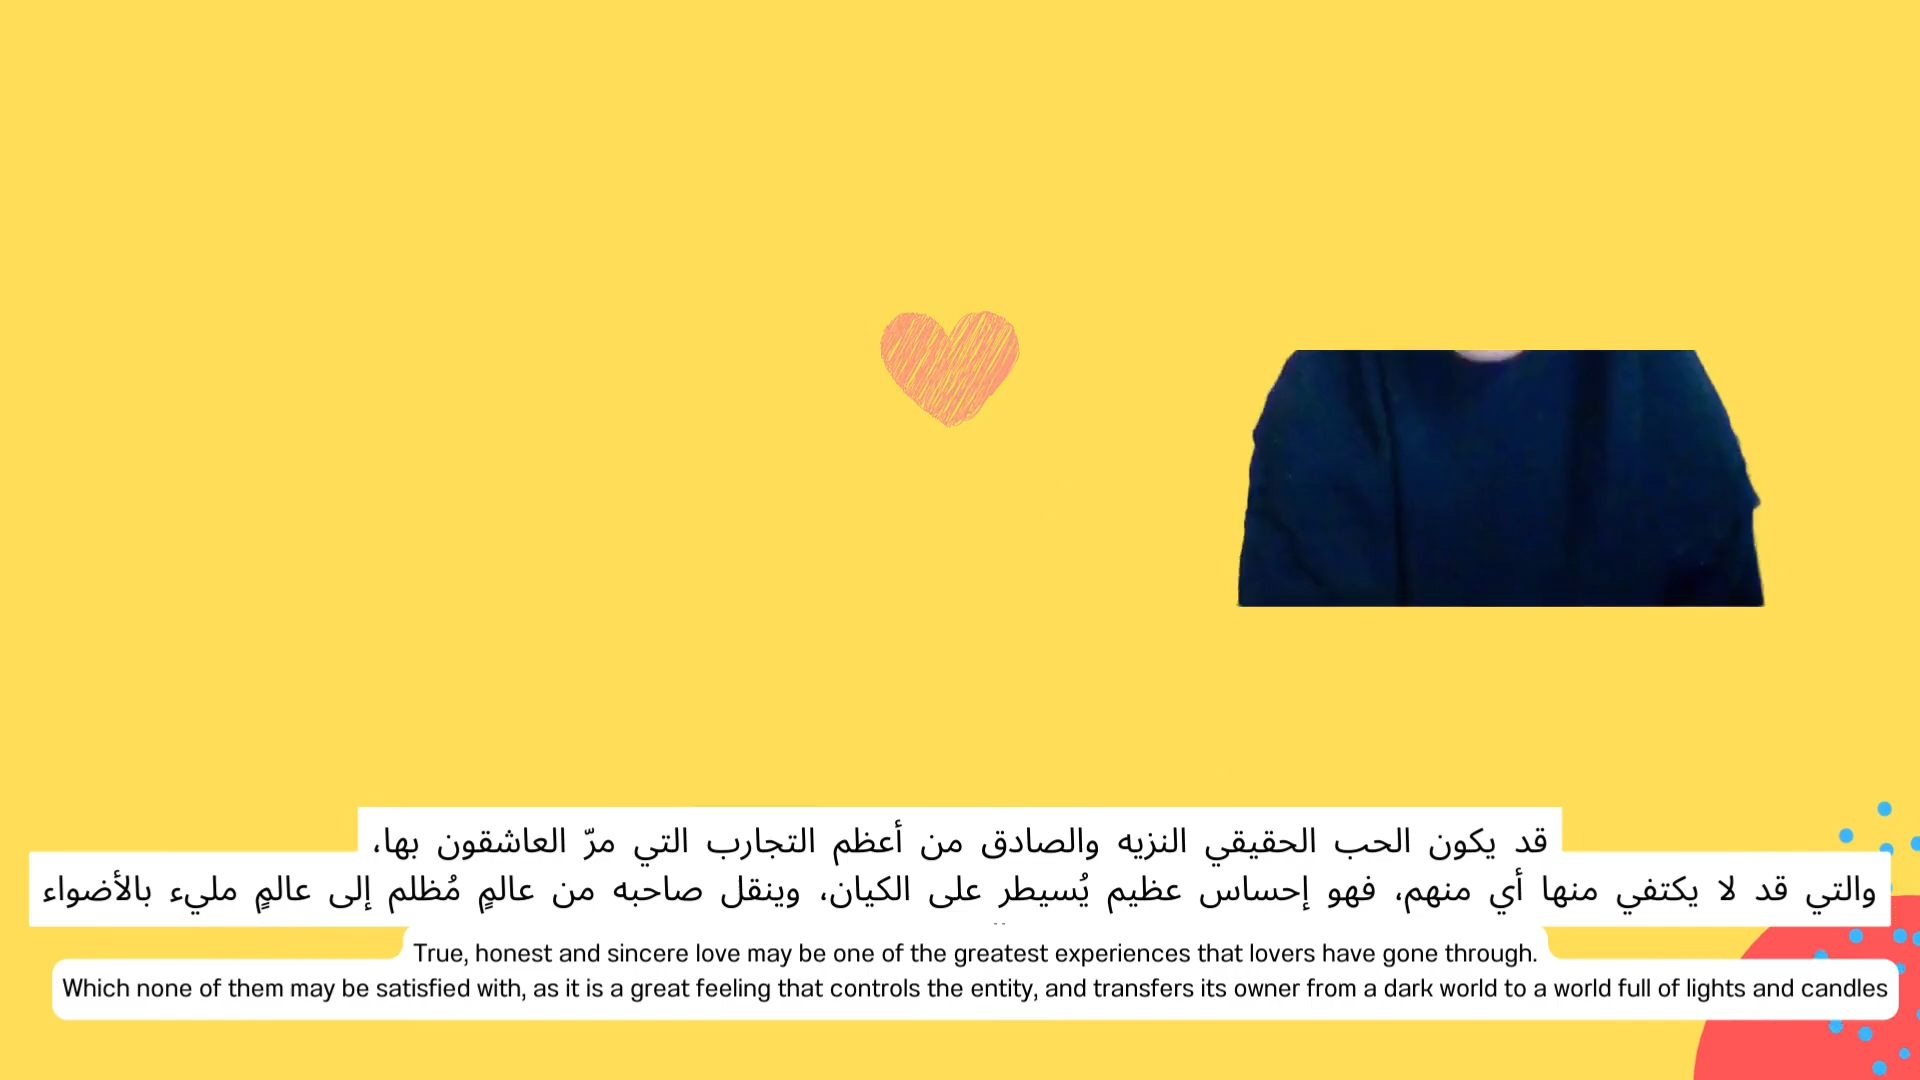 قد يكون الحب الحقيقي النزيه والصادق من أعظم التجارب التي مرّ العاشقون بها،
والتي قد لا يكتفي منها أي منهم، فهو إحساس عظيم يُسيطر على الكيان، وينقل صاحبه من عالمٍ مُظلم إلى عالمٍ مليء بالأضواء
True, honest and sincere love may be one of the greatest experiences that lovers have gone through.
Which none of them may be satisfied with, as it is a great feeling that controls the entity, and transfers its owner from a dark world to a world full of lights and candles